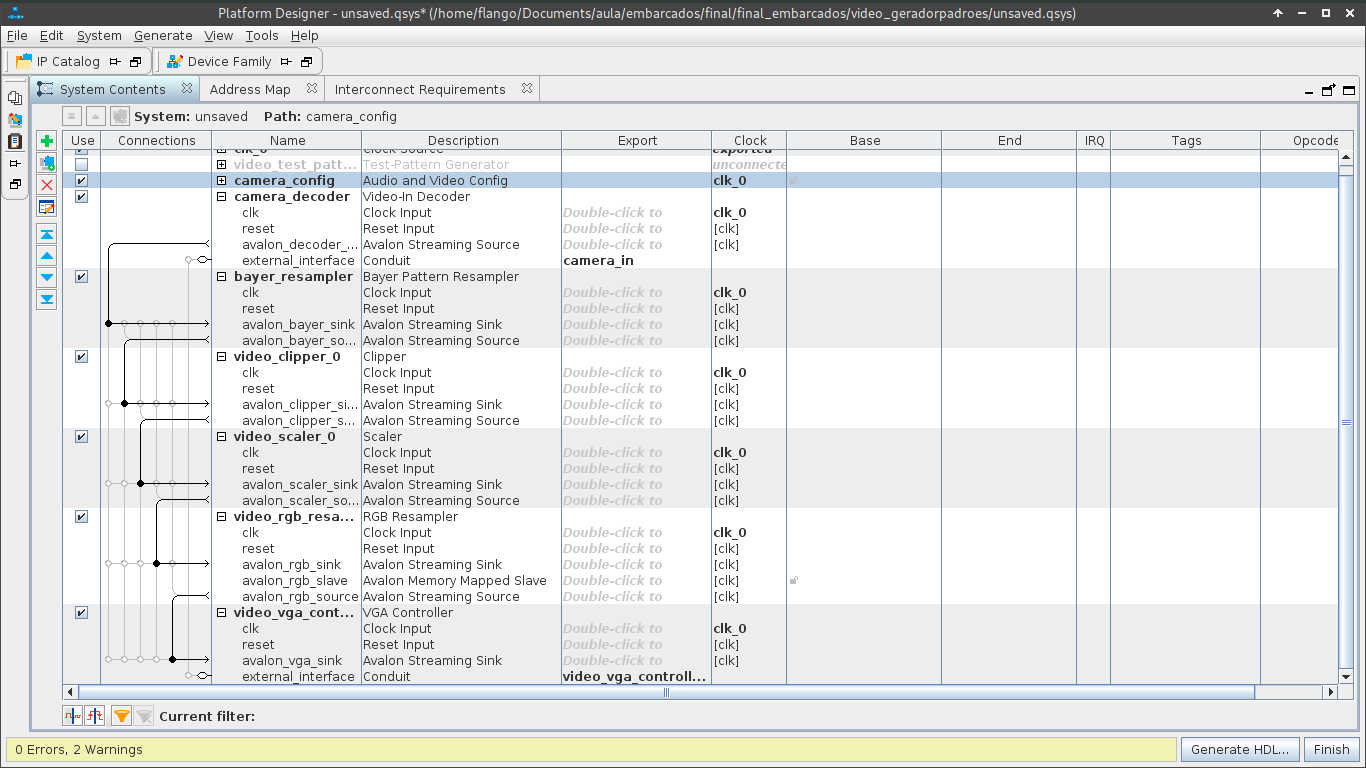 Platform Designer - unsaved.qsys* (/home/flango/Documents/aula/embarcados/final/final_embarcados/video_geradorpadroes/unsaved.qsys)
File Edit System Generate View Tools Help
IP Catalog Device Family
System Contents Address Map Interconnect Requirements
System: unsaved Path: camera_config
Use Connections Name Description Export Clock Base End IRQ Tags Opcode
clk_0 Clock Source exported
video_test_patt... Test-Pattern Generator unconnecte
camera_config Audio and Video Config clk_0
camera_decoder Video-In Decoder
clk Clock Input Double-click to clk_0
reset Reset Input Double-click to [clk]
avalon_decoder_... Avalon Streaming Source Double-click to [clk]
external_interface Conduit camera_in
bayer_resampler Bayer Pattern Resampler
clk Clock Input Double-click to clk_0
reset Reset Input Double-click to [clk]
avalon_bayer_sink Avalon Streaming Sink Double-click to [clk]
avalon_bayer_so... Avalon Streaming Source Double-click to [clk]
video_clipper_0 Clipper
clk Clock Input Double-click to clk_0
reset Reset Input Double-click to [clk]
avalon_clipper_si... Avalon Streaming Sink Double-click to [clk]
avalon_clipper_s... Avalon Streaming Source Double-click to [clk]
video_scaler_0 Scaler
clk Clock Input Double-click to clk_0
reset Reset Input Double-click to [clk]
avalon_scaler_sink Avalon Streaming Sink Double-click to [clk]
avalon_scaler_so... Avalon Streaming Source Double-click to [clk]
video_rgb_resa... RGB Resampler
clk Clock Input Double-click to clk_0
reset Reset Input Double-click to [clk]
avalon_rgb_sink Avalon Streaming Sink Double-click to [clk]
avalon_rgb_slave Avalon Memory Mapped Slave Double-click to [clk]
avalon_rgb_source Avalon Streaming Source Double-click to [clk]
video_vga_cont... VGA Controller
clk Clock Input Double-click to clk_0
reset Reset Input Double-click to [clk]
avalon_vga_sink Avalon Streaming Sink Double-click to [clk]
external_interface Conduit video_vga_controll...
Current filter:
0 Errors, 2 Warnings Generate HDL... Finish